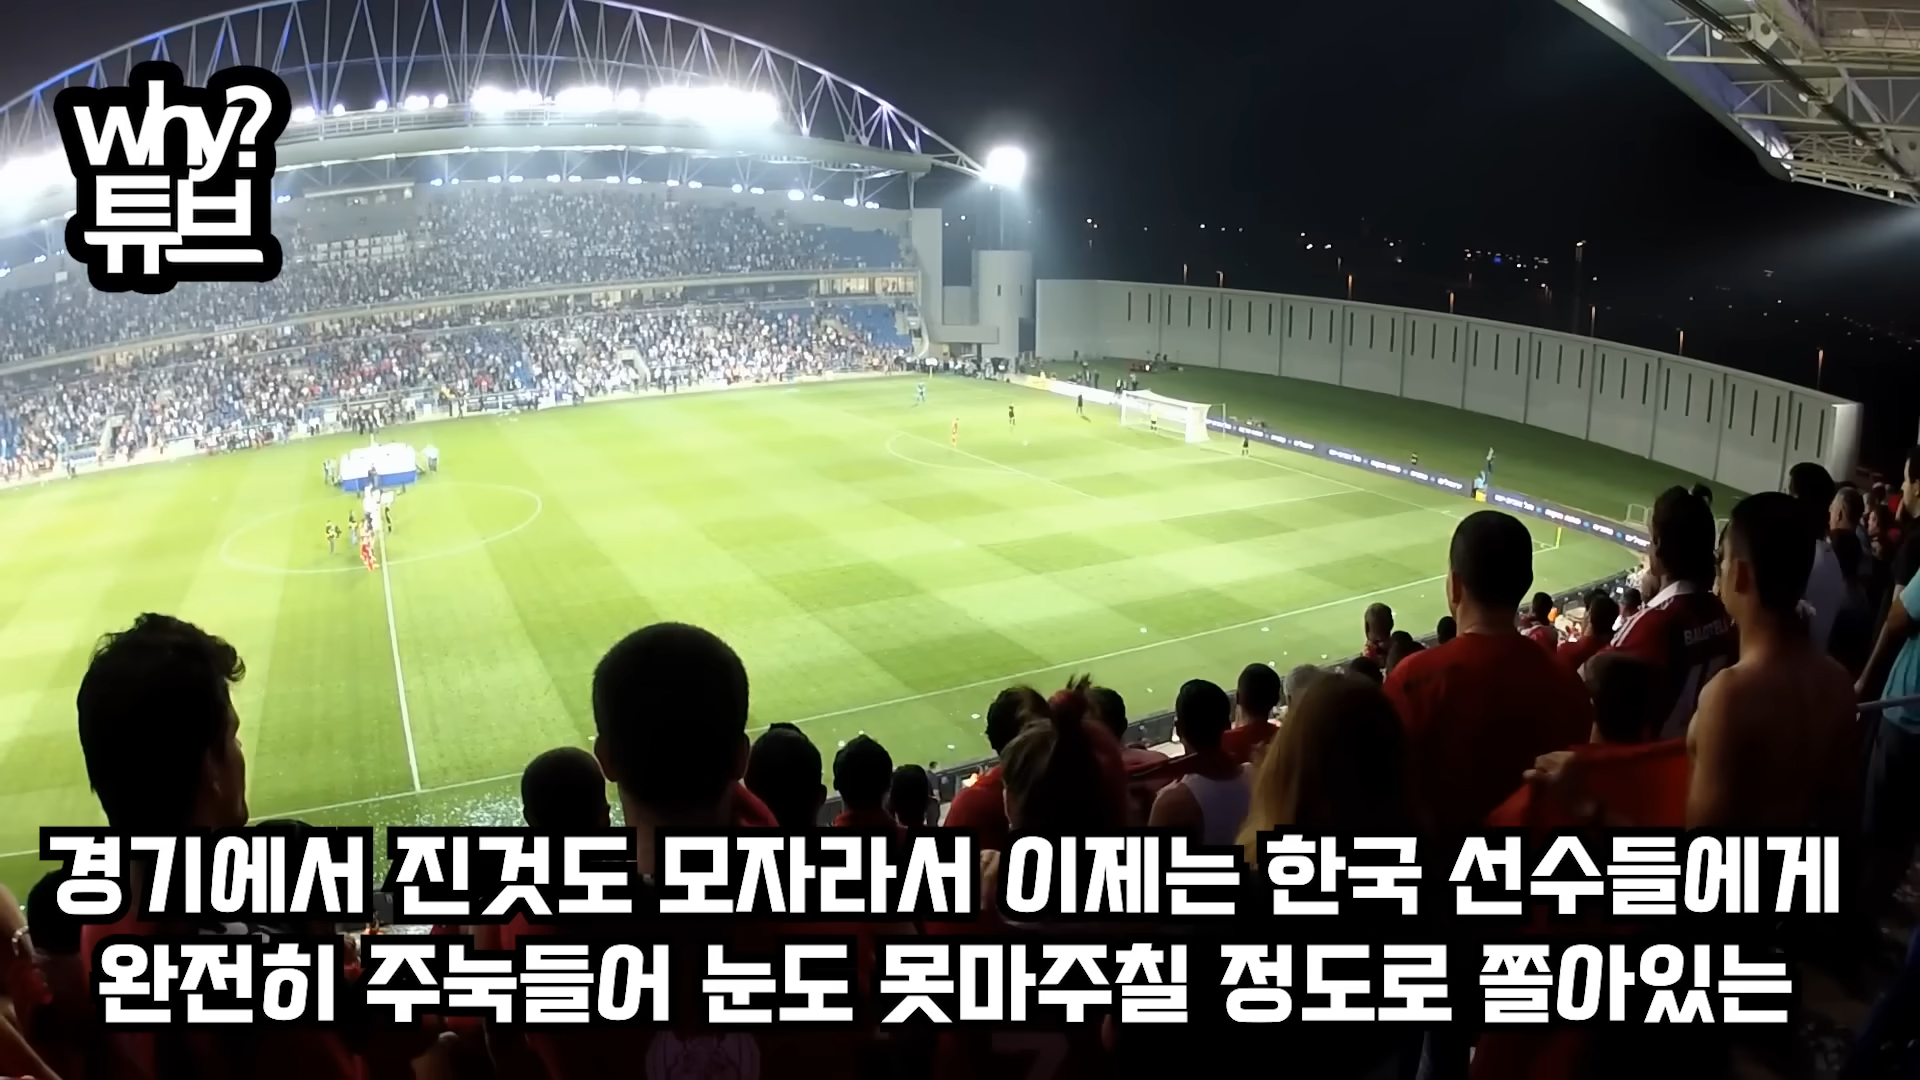 why?
튜브
BALOTELLI
경기에서 진것도 모자라서 이제는 한국 선수들에게
완전히 주눅들어 눈도 못마주칠 정도로 쫄아있는